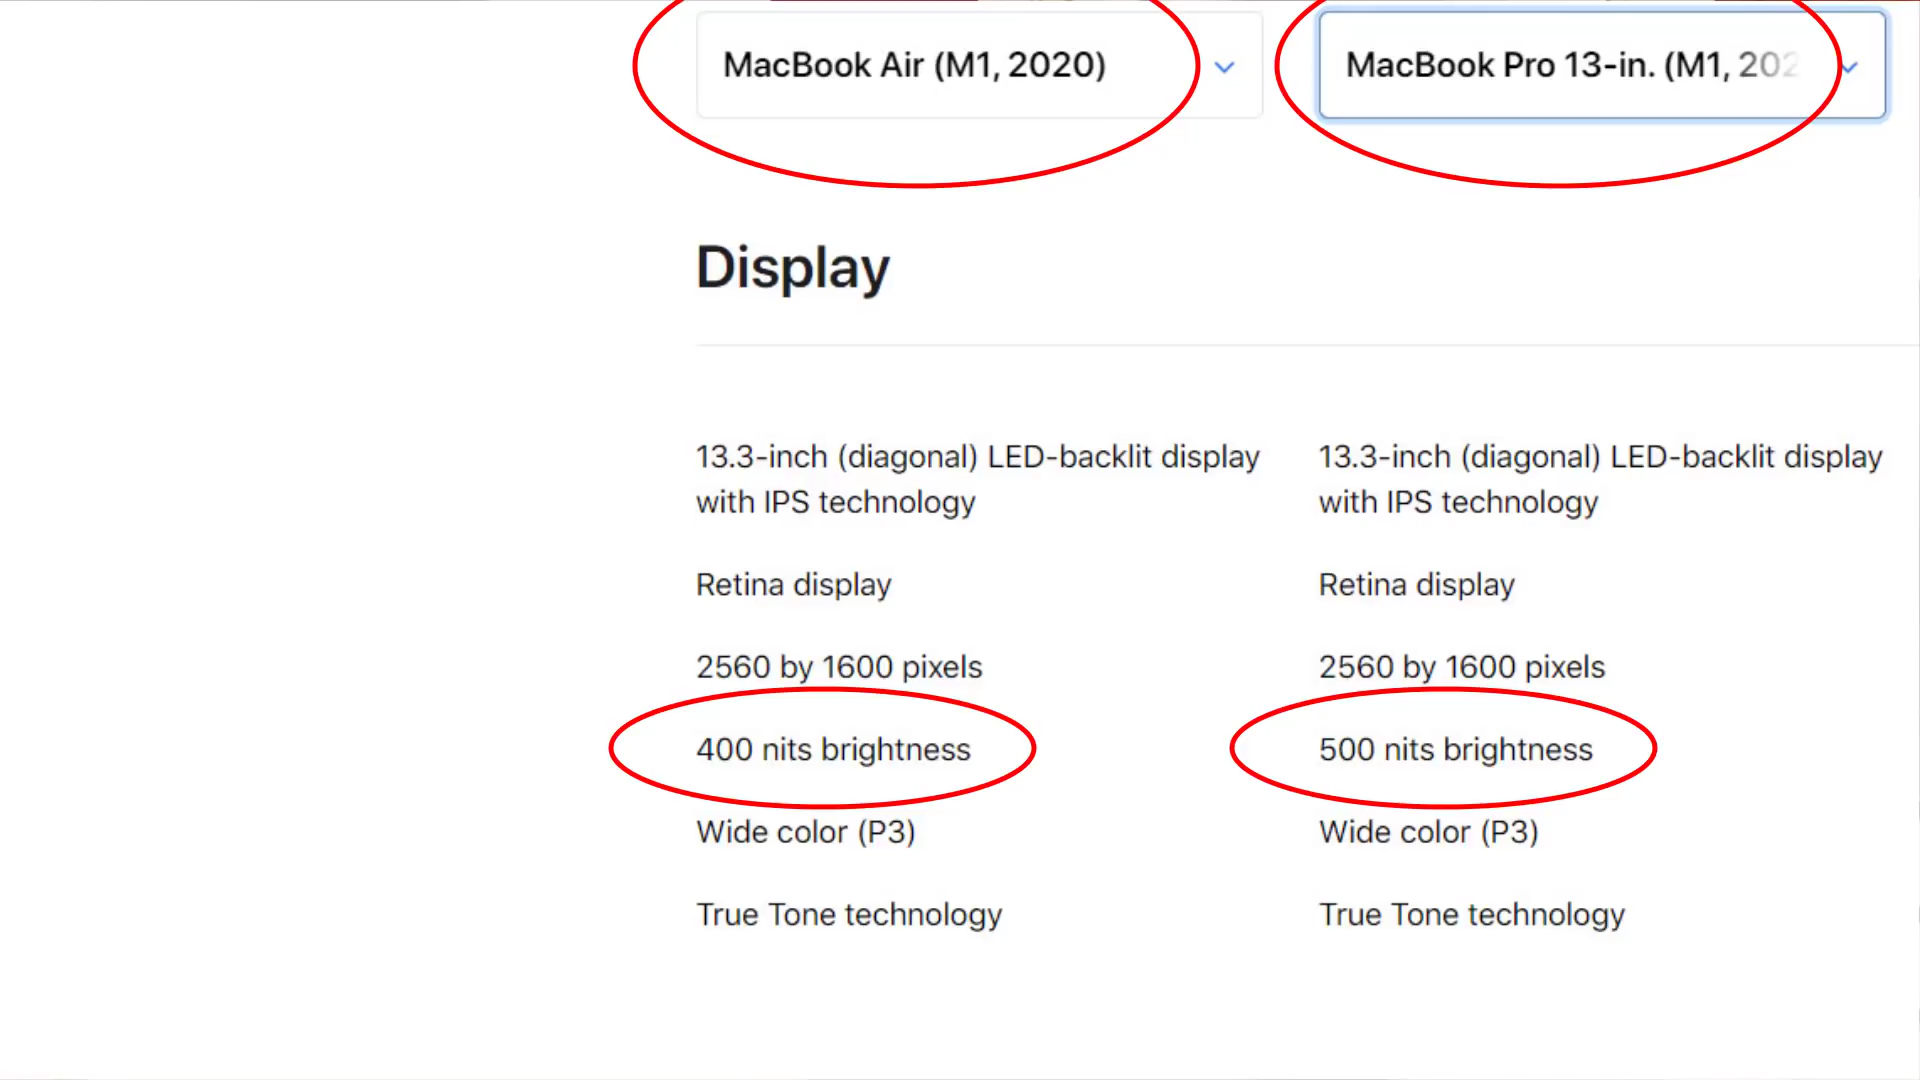 MacBook Air (M1, 2020)
MacBook Pro 13-in. (M1, 202
Display
13.3-inch (diagonal) LED-backlit display
with IPS technology
Retina display
2560 by 1600 pixels
400 nits brightness
Wide color (P3)
True Tone technology
13.3-inch (diagonal) LED-backlit display
with IPS technology
Retina display
2560 by 1600 pixels
500 nits brightness
Wide color (P3)
True Tone technology